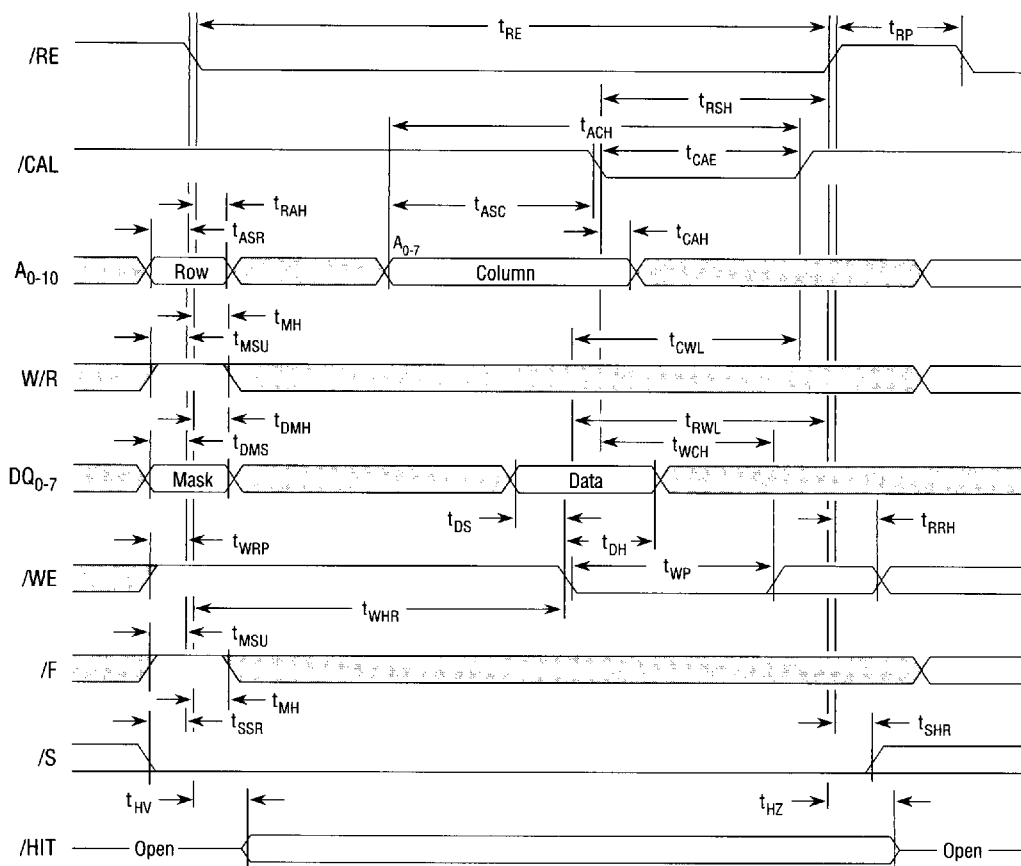 t_RE
t_RP
/RE
t_RSH
t_ACH
/CAL
t_CAE
t_RAH
t_ASC
t_ASR
t_CAH
A_0-7
A_0-10
Row
Column
t_MH
t_MSU
t_CWL
W/R
t_DMH
t_RWL
t_DMS
t_WCH
DQ_0-7
Mask
Data
t_DS
t_RRH
t_WRP
t_DH
/WE
t_WP
t_WHR
t_MSU
/F
t_MH
t_SSR
t_SHR
/S
t_HV
t_HZ
/HIT
Open
Open